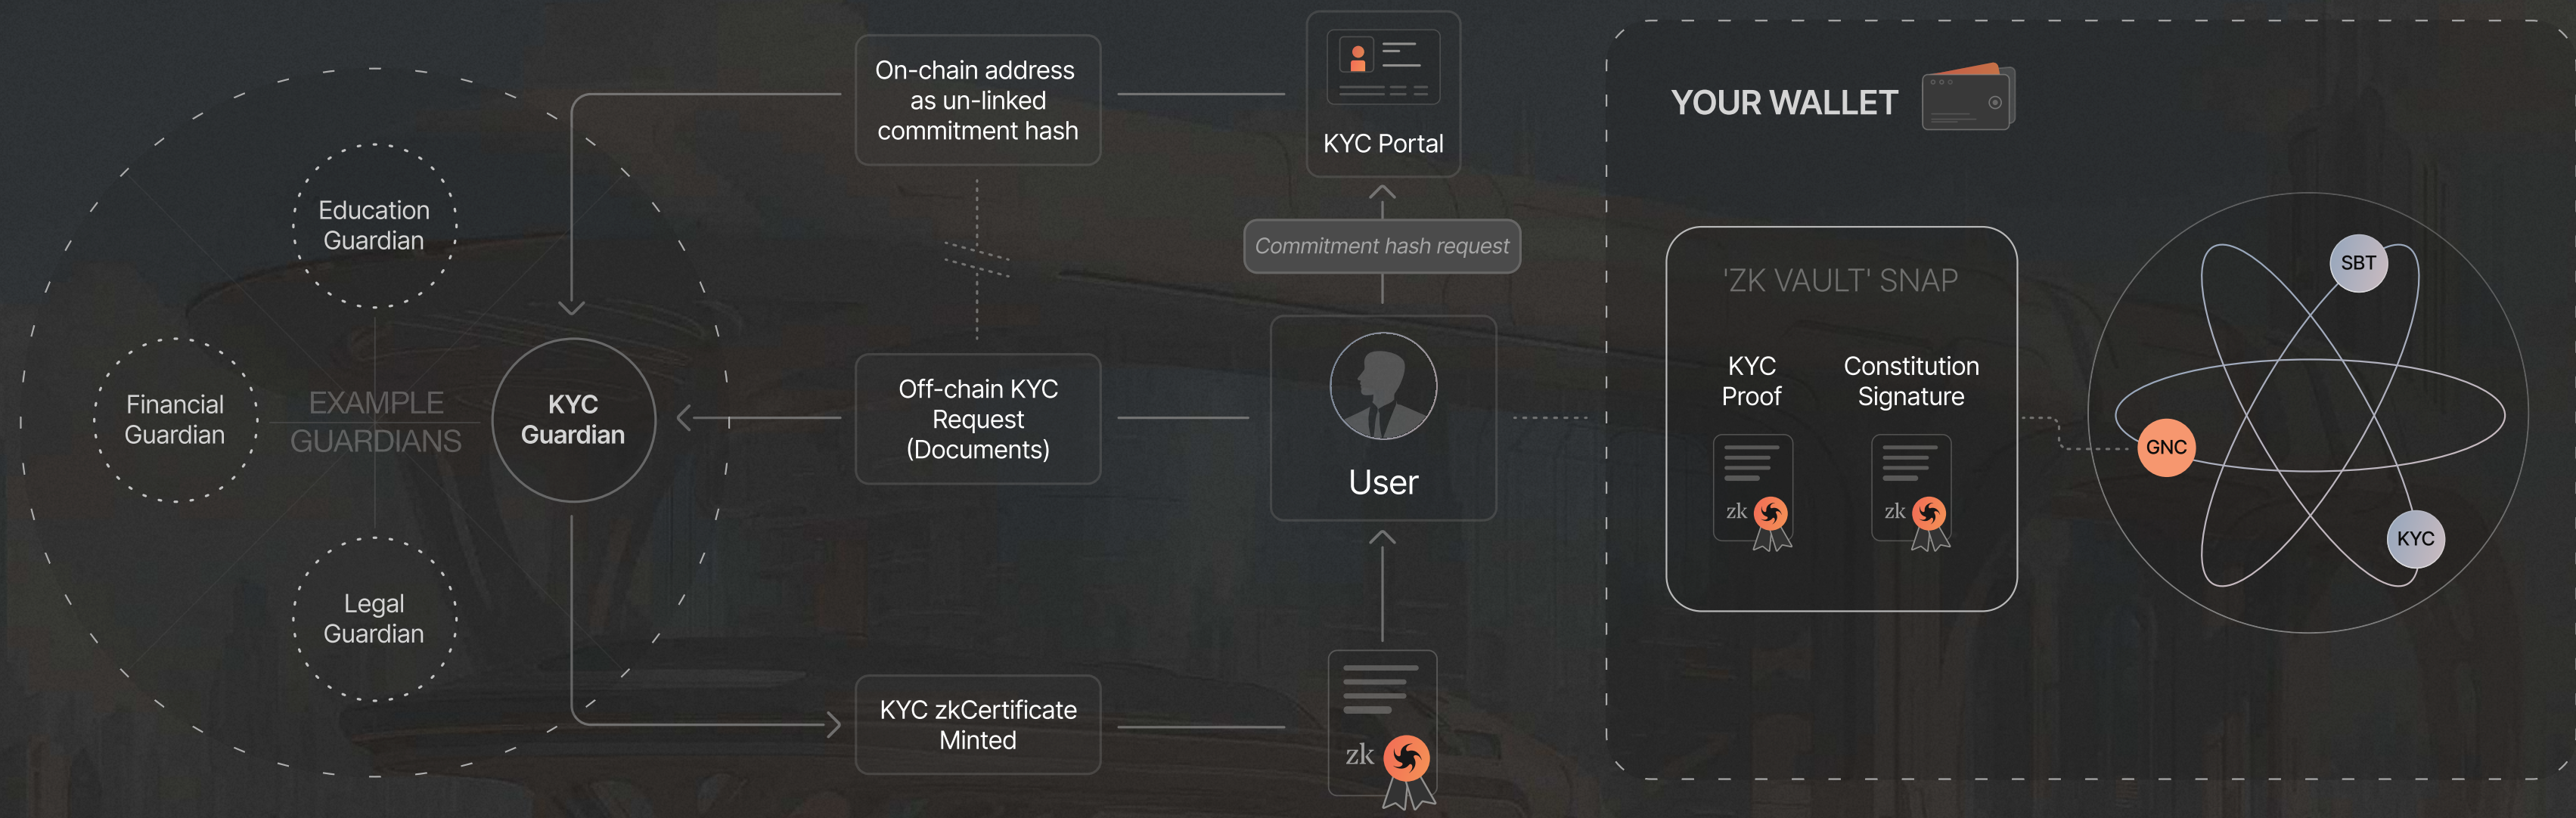 Education
Guardian
Financial
Guardian
EXAMPLE
GUARDIANS
KYC
Guardian
Legal
Guardian
On-chain address
as un-linked
commitment hash
Off-chain KYC
Request
(Documents)
KYC zkCertificate
Minted
KYC Portal
Commitment hash request
User
zk
YOUR WALLET
'ZK VAULT' SNAP
KYC
Proof
zk
Constitution
Signature
zk
SBT
GNC
KYC